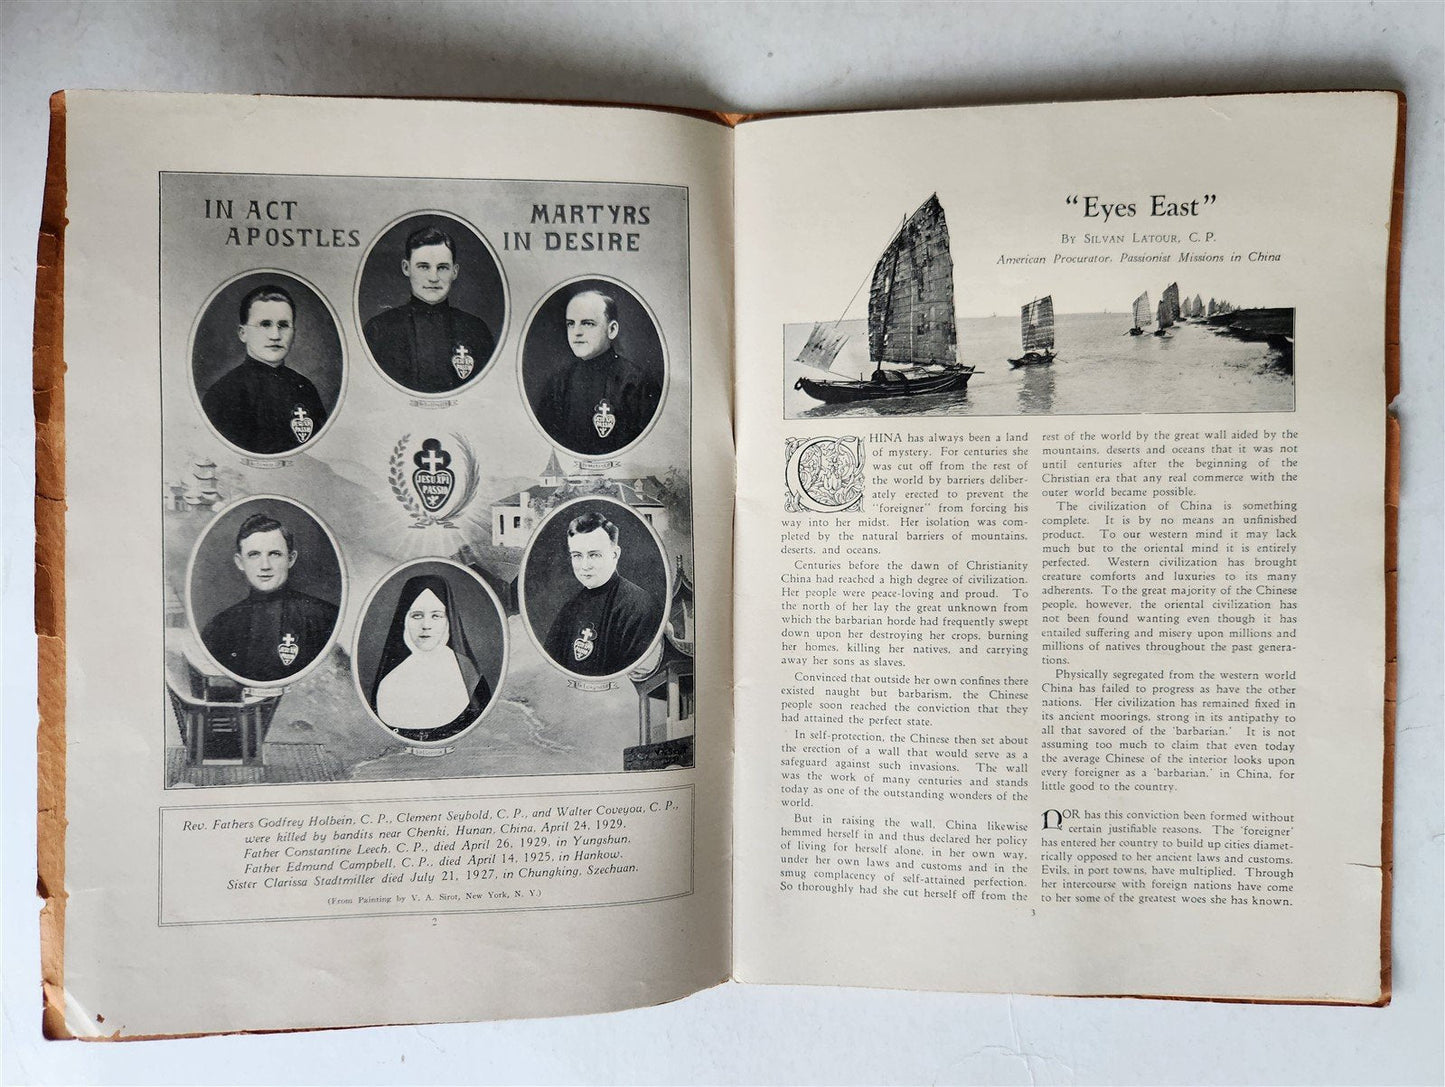 IN ACT
APOSTLES
MARTYRS
IN DESIRE
JESU XPI
PASSIO
Rev. Fathers Godfrey Holbein, C. P., Clement Seybold, C. P., and Walter Coveyou, C. P.,
were killed by bandits near Chenki, Hunan, China, April 24, 1929.
Father Constantine Leech, C. P., died April 26, 1929, in Yungshun.
Father Edmund Campbell, C. P., died April 14, 1925, in Hankow.
Sister Clarissa Stadtmiller died July 21, 1927, in Chungking, Szechuan.
(From Painting by V. A. Sirot, New York, N. Y.)
2
"Eyes East"
By Silvan Latour, C. P.
American Procurator, Passionist Missions in China
CHINA has always been a land
of mystery. For centuries she
was cut off from the rest of
the world by barriers deliber-
ately erected to prevent the
"foreigner" from forcing his
way into her midst. Her isolation was com-
pleted by the natural barriers of mountains,
deserts, and oceans.
Centuries before the dawn of Christianity
China had reached a high degree of civilization.
Her people were peace-loving and proud. To
the north of her lay the great unknown from
which the barbarian horde had frequently swept
down upon her destroying her crops, burning
her homes, killing her natives, and carrying
away her sons as slaves.
Convinced that outside her own confines there
existed naught but barbarism, the Chinese
people soon reached the conviction that they
had attained the perfect state.
In self-protection, the Chinese then set about
the erection of a wall that would serve as a
safeguard against such invasions. The wall
was the work of many centuries and stands
today as one of the outstanding wonders of the
world.
But in raising the wall, China likewise
hemmed herself in and thus declared her policy
of living for herself alone, in her own way,
under her own laws and customs and in the
smug complacency of self-attained perfection.
So thoroughly had she cut herself off from the
rest of the world by the great wall aided by the
mountains, deserts and oceans that it was not
until centuries after the beginning of the
Christian era that any real commerce with the
outer world became possible.
The civilization of China is something
complete. It is by no means an unfinished
product. To our western mind it may lack
much but to the oriental mind it is entirely
perfected. Western civilization has brought
creature comforts and luxuries to its many
adherents. To the great majority of the Chinese
people, however, the oriental civilization has
not been found wanting even though it has
entailed suffering and misery upon millions and
millions of natives throughout the past genera-
tions.
Physically segregated from the western world
China has failed to progress as have the other
nations. Her civilization has remained fixed in
its ancient moorings, strong in its antipathy to
all that savored of the 'barbarian.' It is not
assuming too much to claim that even today
the average Chinese of the interior looks upon
every foreigner as a 'barbarian,' in China, for
little good to the country.
NOR has this conviction been formed without
certain justifiable reasons. The 'foreigner'
has entered her country to build up cities diamet-
rically opposed to her ancient laws and customs.
Evils, in port towns, have multiplied. Through
her intercourse with foreign nations have come
to her some of the greatest woes she has known.
3